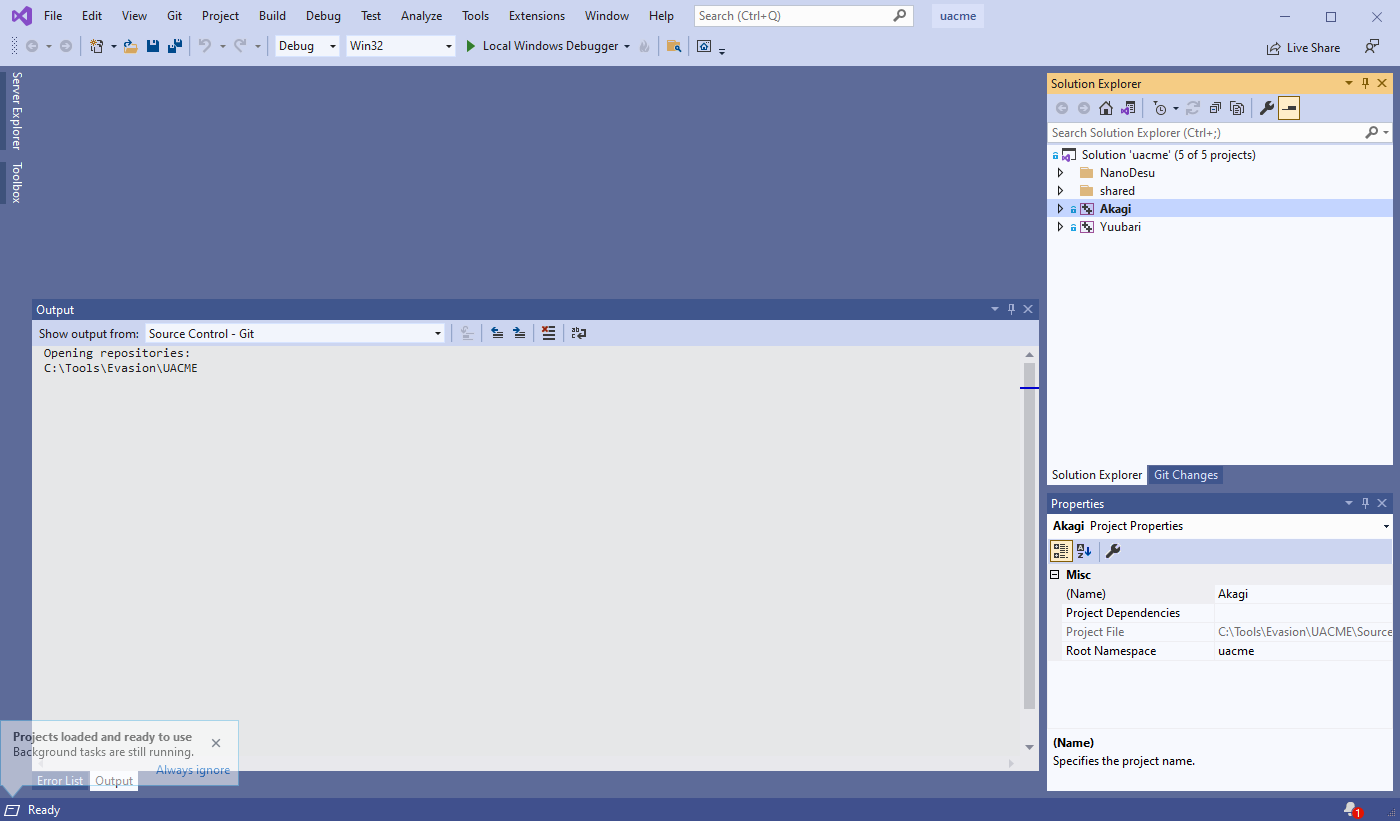 File Edit View Git Project Build Debug Test Analyze Tools Extensions Window Help Search (Ctrl+Q) uacme
Debug Win32 Local Windows Debugger Live Share
Server Explorer
Toolbox
Solution Explorer
Search Solution Explorer (Ctrl+;)
Solution 'uacme' (5 of 5 projects)
NanoDesu
shared
Akagi
Yuubari
Solution Explorer Git Changes
Output
Show output from: Source Control - Git
Opening repositories:
C:\Tools\Evasion\UACME
Properties
Akagi Project Properties
Misc
(Name) Akagi
Project Dependencies
Project File C:\Tools\Evasion\UACME\Source
Root Namespace uacme
(Name)
Specifies the project name.
Projects loaded and ready to use
Background tasks are still running.
Always ignore
Error List Output
Ready 1